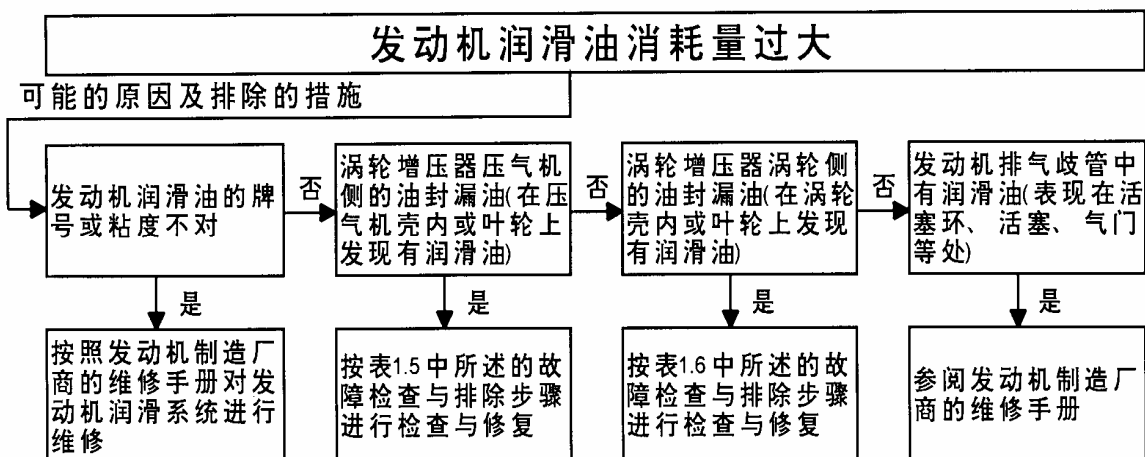 发动机润滑油消耗量过大
可能的原因及排除的措施
发动机润滑油的牌
号或粘度不对
否
涡轮增压器压气机
侧的油封漏油(在压
气机壳内或叶轮上
发现有润滑油)
否
涡轮增压器涡轮侧
的油封漏油(在涡轮
壳内或叶轮上发现
有润滑油)
否
发动机排气歧管中
有润滑油(表现在活
塞环、活塞、气门
等处)
是
是
是
是
按照发动机制造厂
商的维修手册对发
动机润滑系统进行
维修
按表1.5中所述的故
障检查与排除步骤
进行检查与修复
按表1.6中所述的故
障检查与排除步骤
进行检查与修复
参阅发动机制造厂
商的维修手册